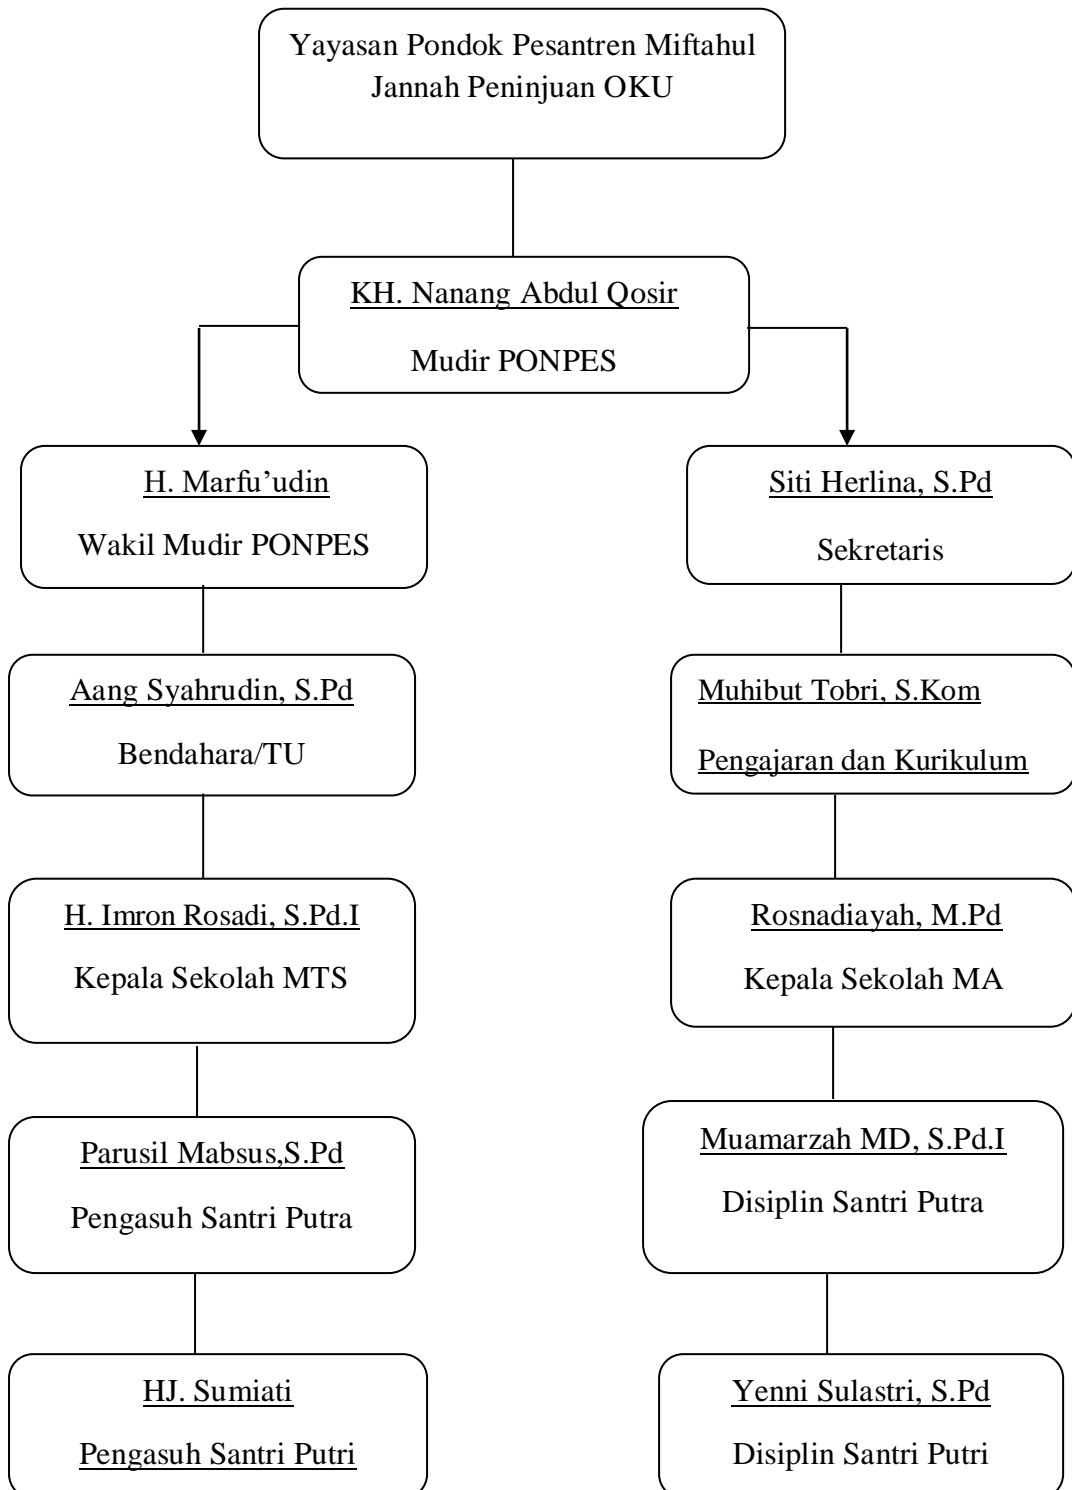 Yayasan Pondok Pesantren Miftahul
Jannah Peninjuan OKU
KH. Nanang Abdul Qosir
Mudir PONPES
H. Marfu’udin
Wakil Mudir PONPES
Siti Herlina, S.Pd
Sekretaris
Aang Syahrudin, S.Pd
Bendahara/TU
Muhibut Tobri, S.Kom
Pengajaran dan Kurikulum
H. Imron Rosadi, S.Pd.I
Kepala Sekolah MTS
Rosnadiayah, M.Pd
Kepala Sekolah MA
Parusil Mabsus,S.Pd
Pengasuh Santri Putra
Muamarzah MD, S.Pd.I
Disiplin Santri Putra
HJ. Sumiati
Pengasuh Santri Putri
Yenni Sulastri, S.Pd
Disiplin Santri Putri